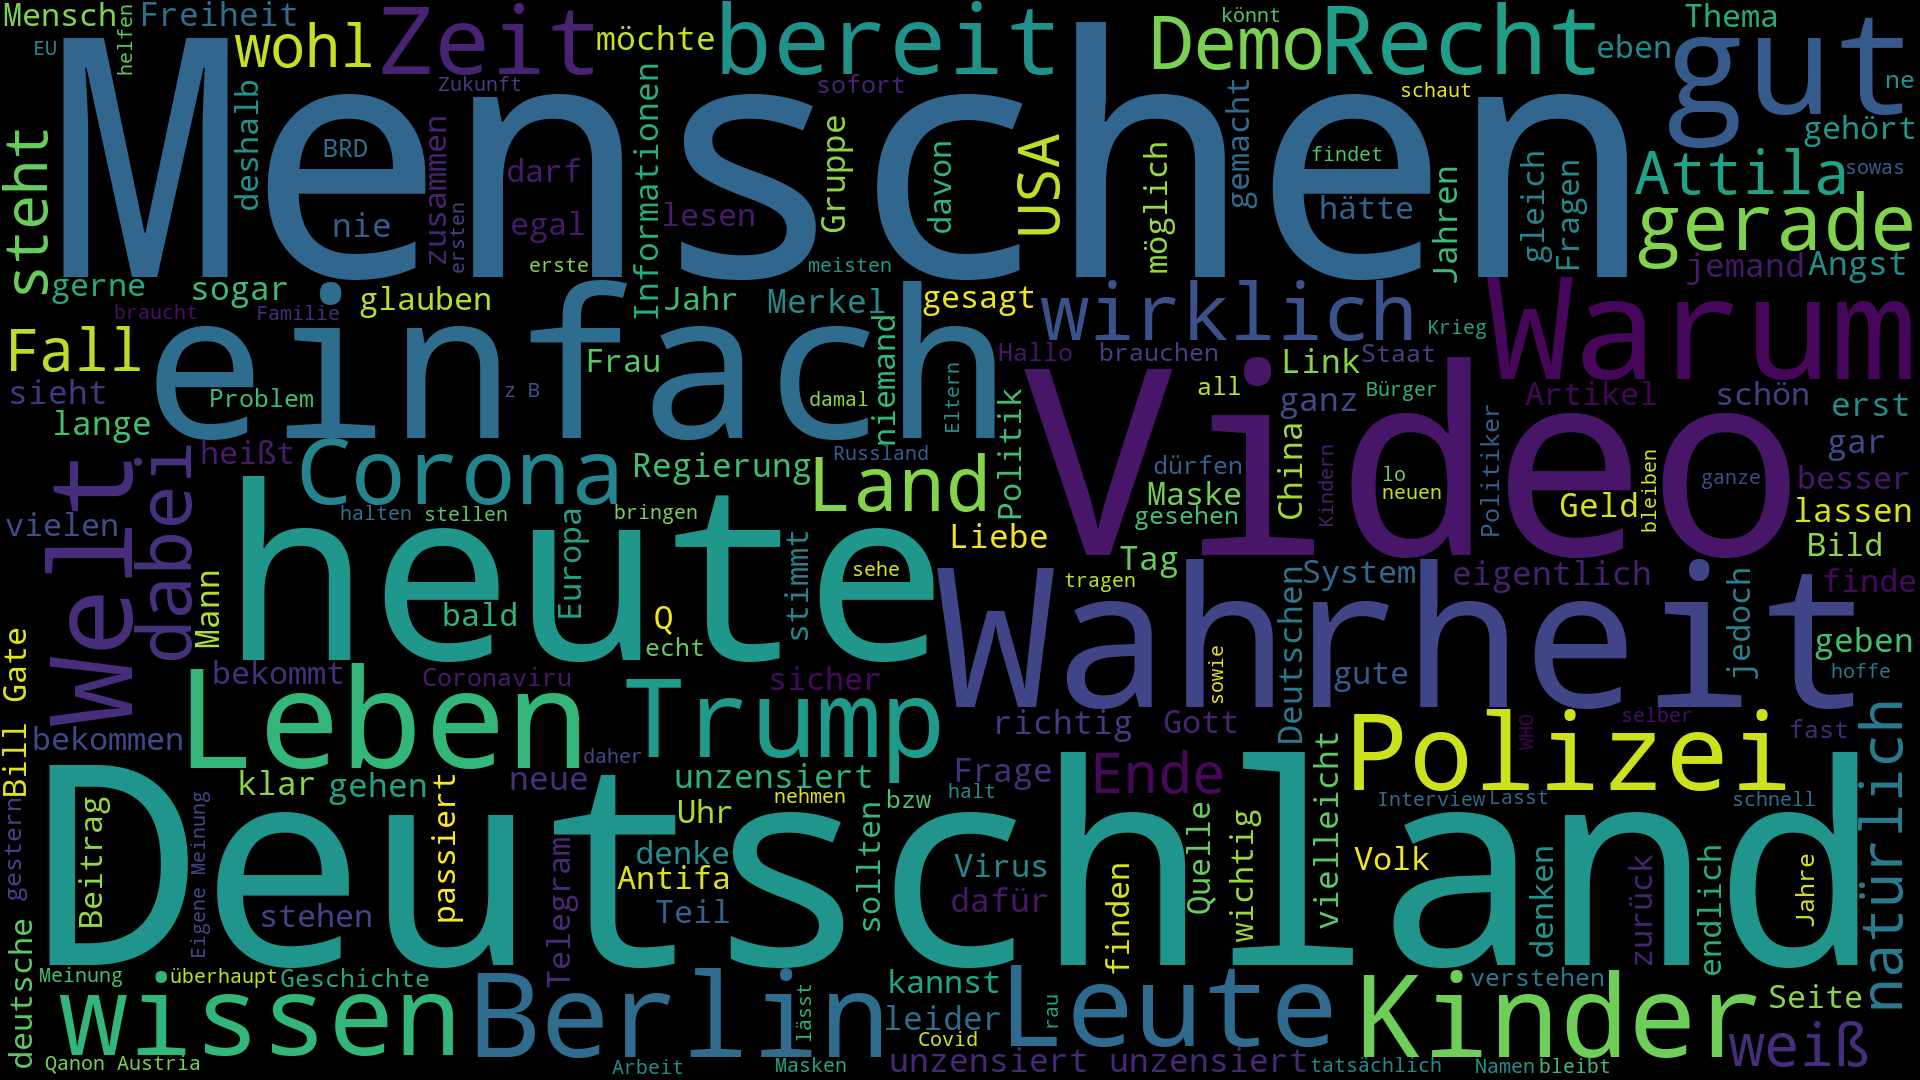 Mensch
Freiheit
EU
helfen
wohl
Zeit
möchte
bereit
könnt
Demo
Recht
eben
Thema
gut
ne
Zukunft
sofort
schaut
gehört
Menschen
steht
deshalb
BRD
nie
zusammen
ersten
darf
egal
erste
Informationen
lesen
Gruppe
meisten
davon
USA
möglich
gemacht
findet
hätte
Jahren
gleich
Fragen
Attila
sowas
gerade
jemand
Angst
gerne
sogar
glauben
braucht
Familie
Jahr
Merkel
gesagt
wirklich
Krieg
Warum
Fall
einfach
Frau
niemand
Hallo
brauchen
Link
Staat
sieht
Problem
z B
damal
Eltern
Politik
all
ganz
Bürger
Artikel
schön
erst
lange
Video
gar
heißt
Corona
Regierung
Russland
Land
dürfen
Maske
gesehen
China
Kindern
lo
neuen
Politiker
Geld
bleiben
ganze
besser
lassen
Welt
dabei
vielen
halten
stellen
bringen
Liebe
Tag
Bild
heute
Mann
bald
Europa
Q
echt
stimmt
sehe
tragen
Deutschen
System
eigentlich
finde
Wahrheit
sowie
gute
jedoch
geben
hoffe
Bill Gate
bekommt
Coronaviru
sicher
Leben
Trump
richtig
Gott
WHO
selber
fast
natürlich
bekommen
daher
Polizei
klar
gehen
neue
unzensiert
Frage
Ende
Uhr
nehmen
bzw
halt
Interview
Lasst
schnell
gestern
Deutschland
Beitrag
Eigene Meinung
stehen
passiert
Telegram
denke
Antifa
Teil
sollten
Virus
dafür
finden
Quelle
wichtig
vielleicht
Volk
denken
zurück
endlich
Jahre
deutsche
Meinung
überhaupt
Geschichte
kannst
verstehen
wissen
Berlin
lässt
leider
Leute
rau
Kinder
Seite
weiß
Covid
Qanon Austria
Arbeit
Masken
unzensiert unzensiert
tatsächlich
Namen
bleibt